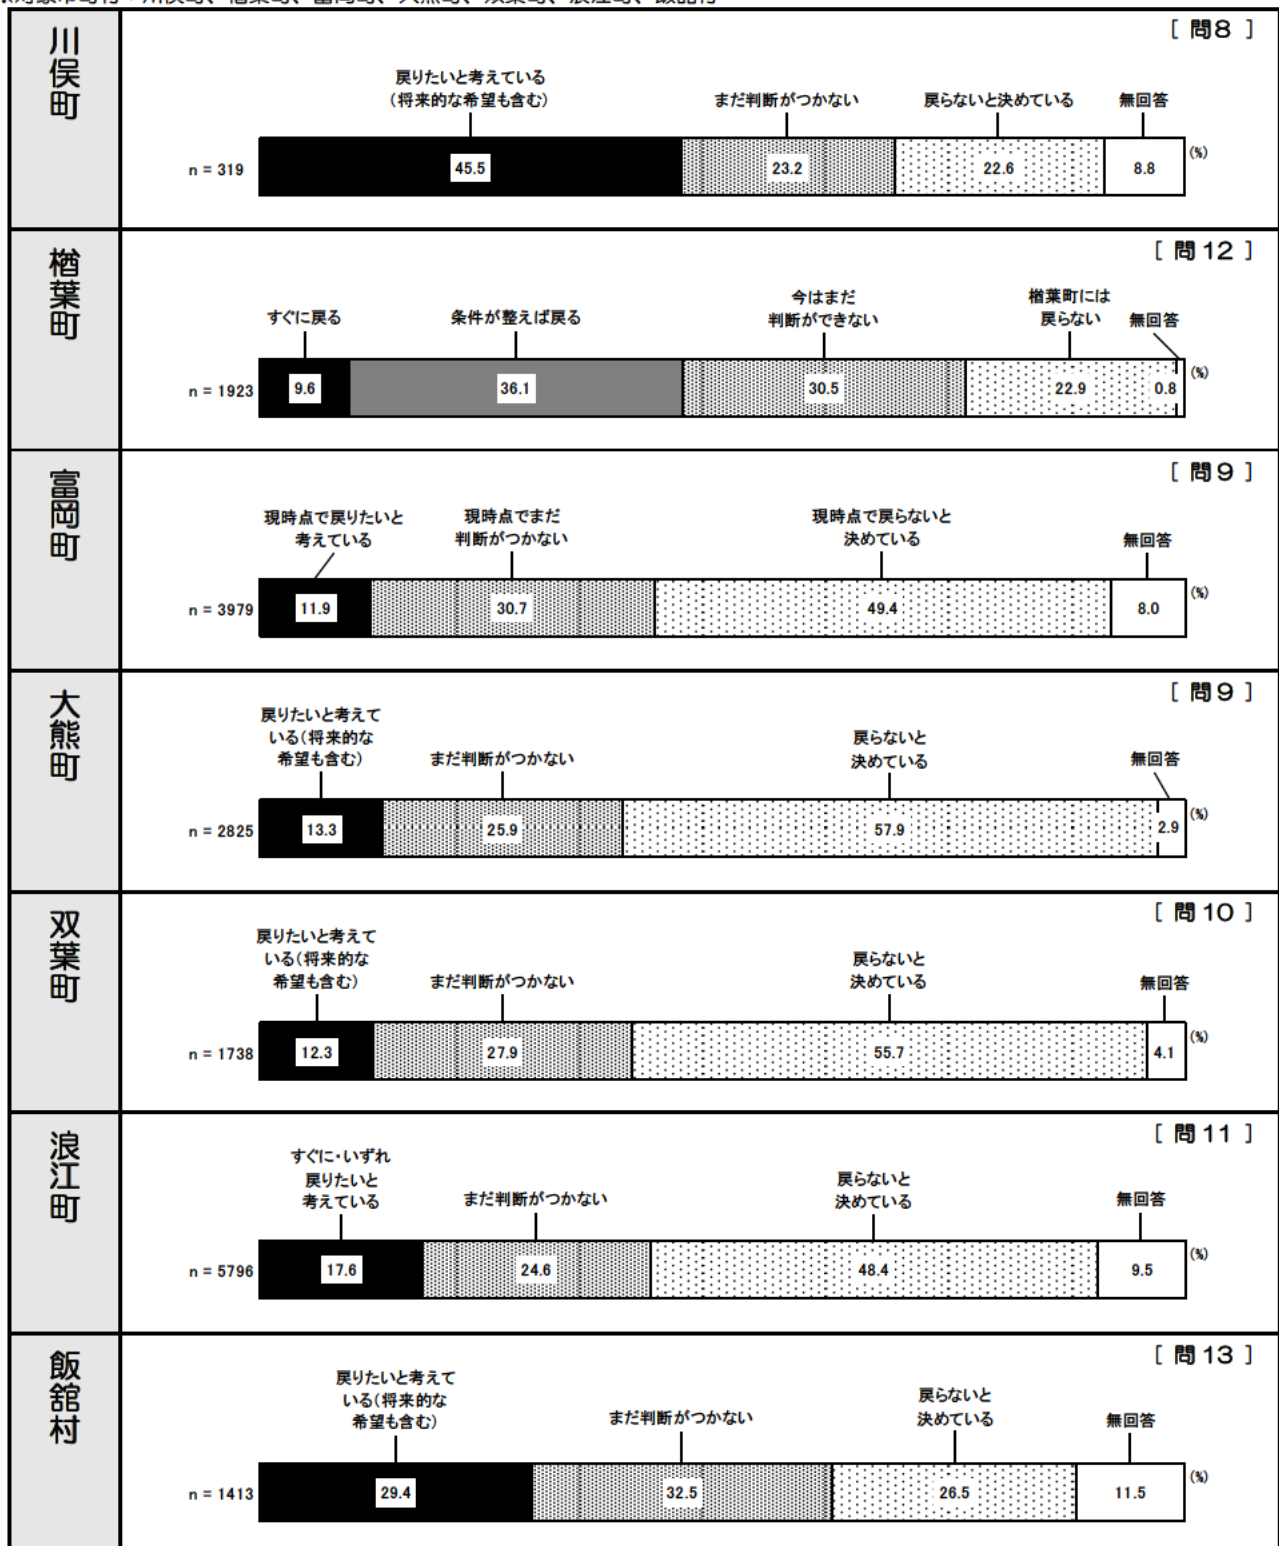 川俣町
[ 問8 ]
戻りたいと考えている
(将来的な希望も含む)
まだ判断がつかない
戻らないと決めている
無回答
n = 319
45.5
23.2
22.6
8.8
(%)
楢葉町
[ 問12 ]
すぐに戻る
条件が整えば戻る
今はまだ
判断ができない
楢葉町には
戻らない
無回答
n = 1923
9.6
36.1
30.5
22.9
0.8
(%)
富岡町
[ 問9 ]
現時点で戻りたいと
考えている
現時点でまだ
判断がつかない
現時点で戻らないと
決めている
無回答
n = 3979
11.9
30.7
49.4
8.0
(%)
大熊町
[ 問9 ]
戻りたいと考えて
いる(将来的な
希望も含む)
まだ判断がつかない
戻らないと
決めている
無回答
n = 2825
13.3
25.9
57.9
2.9
(%)
双葉町
[ 問10 ]
戻りたいと考えて
いる(将来的な
希望も含む)
まだ判断がつかない
戻らないと
決めている
無回答
n = 1738
12.3
27.9
55.7
4.1
(%)
浪江町
[ 問11 ]
すぐに・いずれ
戻りたいと
考えている
まだ判断がつかない
戻らないと
決めている
無回答
n = 5796
17.6
24.6
48.4
9.5
(%)
飯舘村
[ 問13 ]
戻りたいと考えて
いる(将来的な
希望も含む)
まだ判断がつかない
戻らないと
決めている
無回答
n = 1413
29.4
32.5
26.5
11.5
(%)